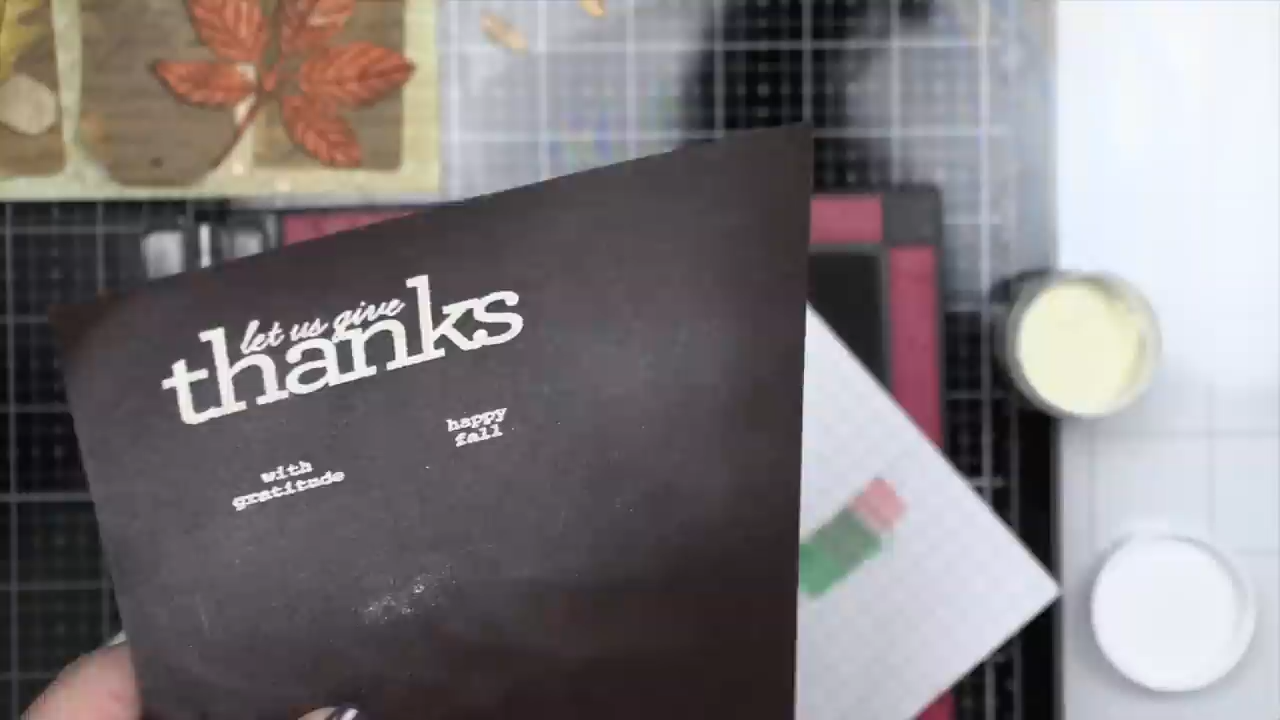 let us give
thanks
happy
fall
with
gratitude